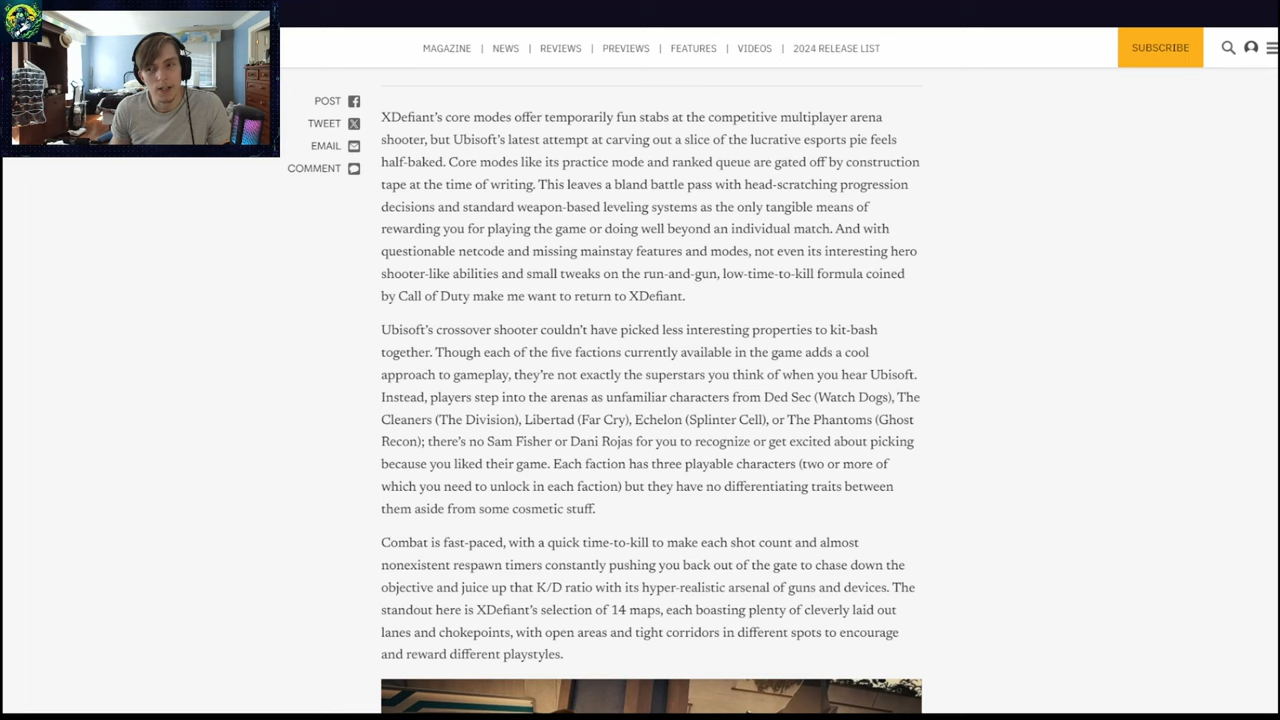 MAGAZINE | NEWS | REVIEWS | PREVIEWS | FEATURES | VIDEOS | 2024 RELEASE LIST
SUBSCRIBE
POST
TWEET
EMAIL
COMMENT
XDefiant's core modes offer temporarily fun stabs at the competitive multiplayer arena
shooter, but Ubisoft's latest attempt at carving out a slice of the lucrative esports pie feels
half-baked. Core modes like its practice mode and ranked queue are gated off by construction
tape at the time of writing. This leaves a bland battle pass with head-scratching progression
decisions and standard weapon-based leveling systems as the only tangible means of
rewarding you for playing the game or doing well beyond an individual match. And with
questionable netcode and missing mainstay features and modes, not even its interesting hero
shooter-like abilities and small tweaks on the run-and-gun, low-time-to-kill formula coined
by Call of Duty make me want to return to XDefiant.
Ubisoft's crossover shooter couldn't have picked less interesting properties to kit-bash
together. Though each of the five factions currently available in the game adds a cool
approach to gameplay, they're not exactly the superstars you think of when you hear Ubisoft.
Instead, players step into the arenas as unfamiliar characters from Ded Sec (Watch Dogs), The
Cleaners (The Division), Libertad (Far Cry), Echelon (Splinter Cell), or The Phantoms (Ghost
Recon); there's no Sam Fisher or Dani Rojas for you to recognize or get excited about picking
because you liked their game. Each faction has three playable characters (two or more of
which you need to unlock in each faction) but they have no differentiating traits between
them aside from some cosmetic stuff.
Combat is fast-paced, with a quick time-to-kill to make each shot count and almost
nonexistent respawn timers constantly pushing you back out of the gate to chase down the
objective and juice up that K/D ratio with its hyper-realistic arsenal of guns and devices. The
standout here is XDefiant's selection of 14 maps, each boasting plenty of cleverly laid out
lanes and chokepoints, with open areas and tight corridors in different spots to encourage
and reward different playstyles.